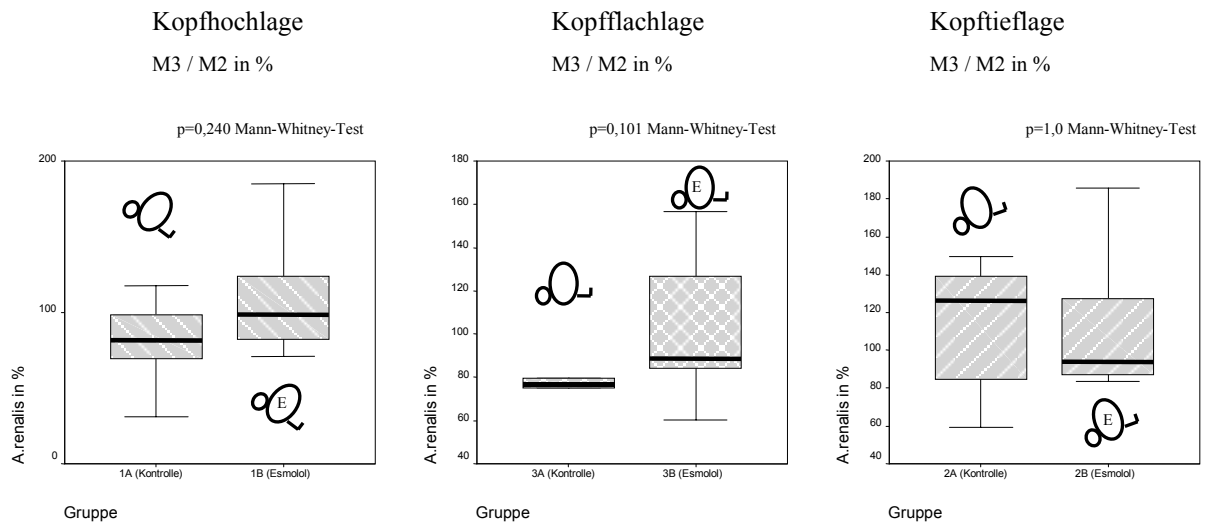 Kopfhochlage
M3 / M2 in %
p=0,240 Mann-Whitney-Test
200
100
0
A.renalis in %
E
1A (Kontrolle)
1B (Esmolol)
Gruppe
Kopfflachlage
M3 / M2 in %
p=0,101 Mann-Whitney-Test
180
160
140
120
100
80
60
40
A.renalis in %
E
3A (Kontrolle)
3B (Esmolol)
Gruppe
Kopftieflage
M3 / M2 in %
p=1,0 Mann-Whitney-Test
200
180
160
140
120
100
80
60
40
A.renalis in %
E
2A (Kontrolle)
2B (Esmolol)
Gruppe